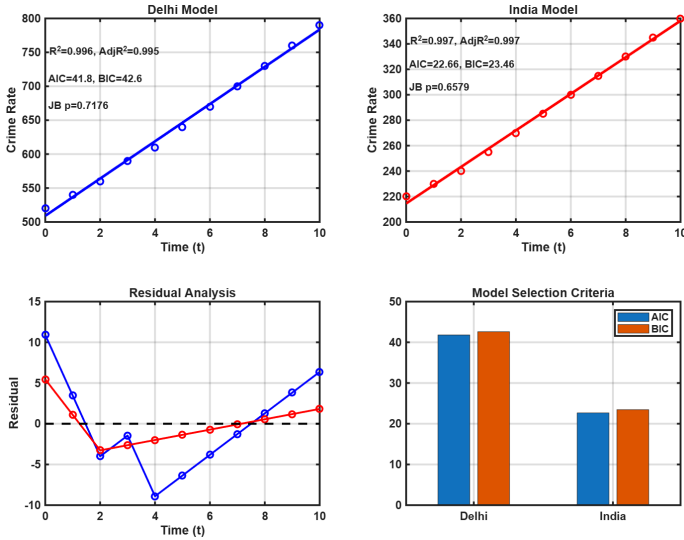 Delhi Model
Crime Rate
800
750
700
650
600
550
500
R²=0.996, AdjR²=0.995
AIC=41.8, BIC=42.6
JB p=0.7176
0 2 4 6 8 10
Time (t)
India Model
Crime Rate
360
340
320
300
280
260
240
220
200
R²=0.997, AdjR²=0.997
AIC=22.66, BIC=23.46
JB p=0.6579
0 2 4 6 8 10
Time (t)
Residual Analysis
Residual
15
10
5
0
-5
-10
0 2 4 6 8 10
Time (t)
Model Selection Criteria
50
40
30
20
10
0
AIC
BIC
Delhi India